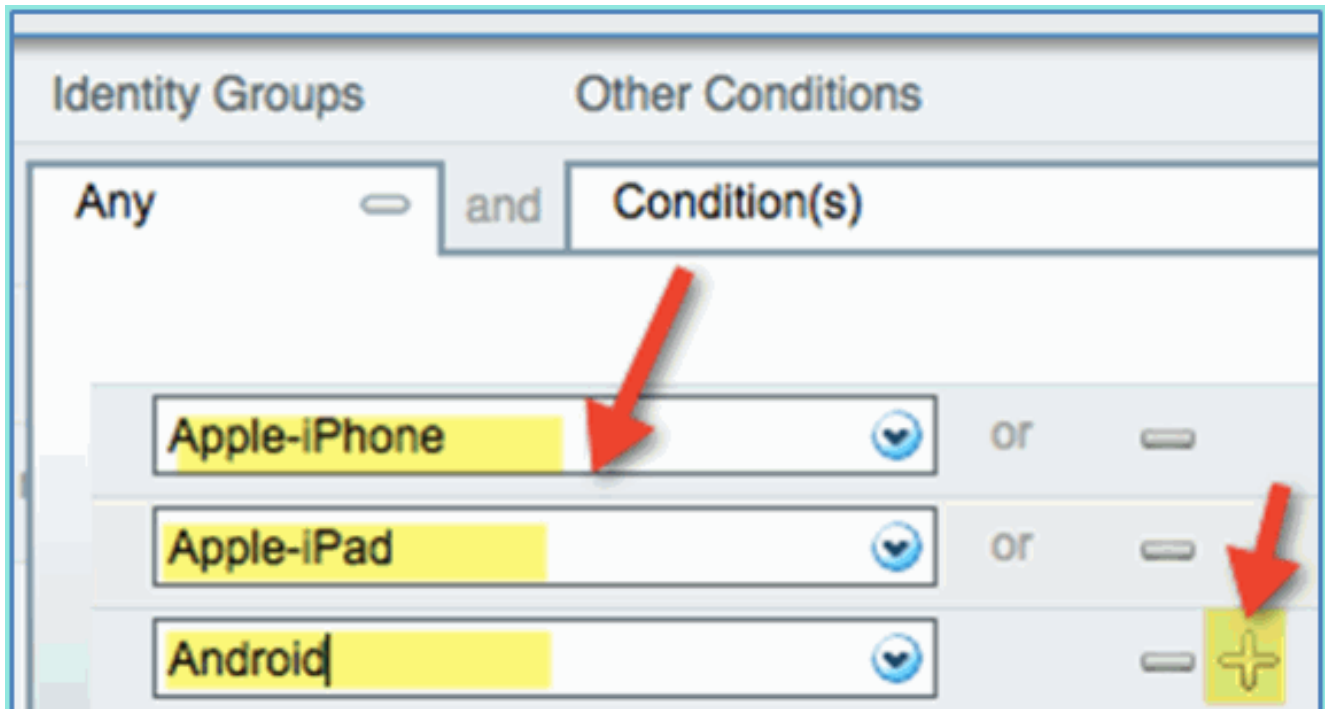 Identity Groups Other Conditions
Any and Condition(s)
Apple-iPhone or
Apple-iPad or
Android